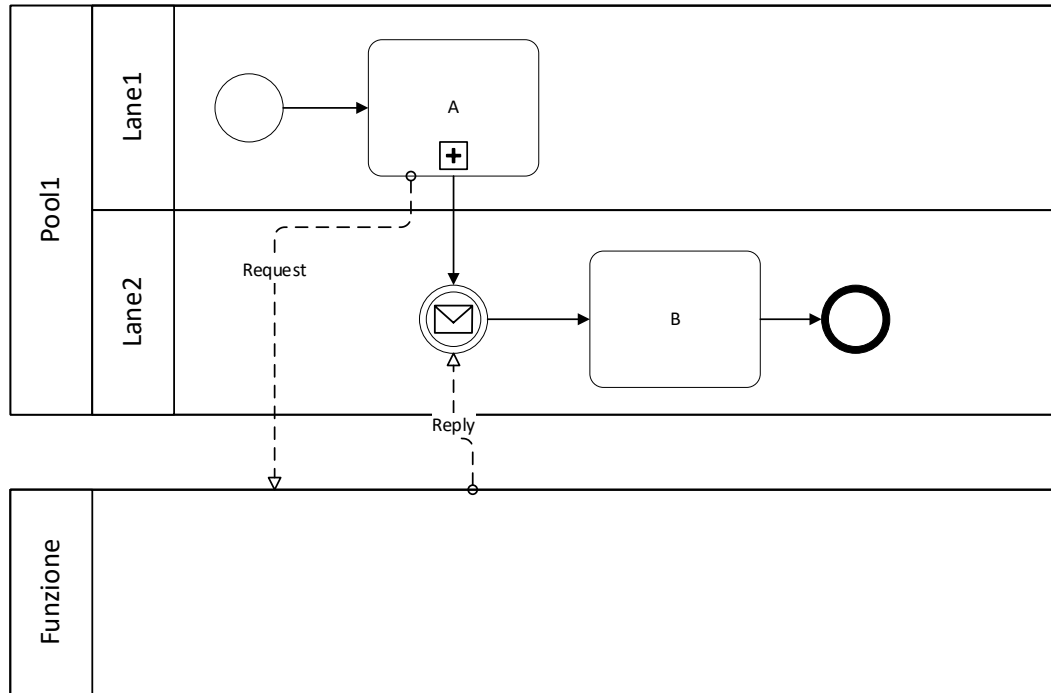 Pool1
Lane1
A
Lane2
Request
B
Reply
Funzione